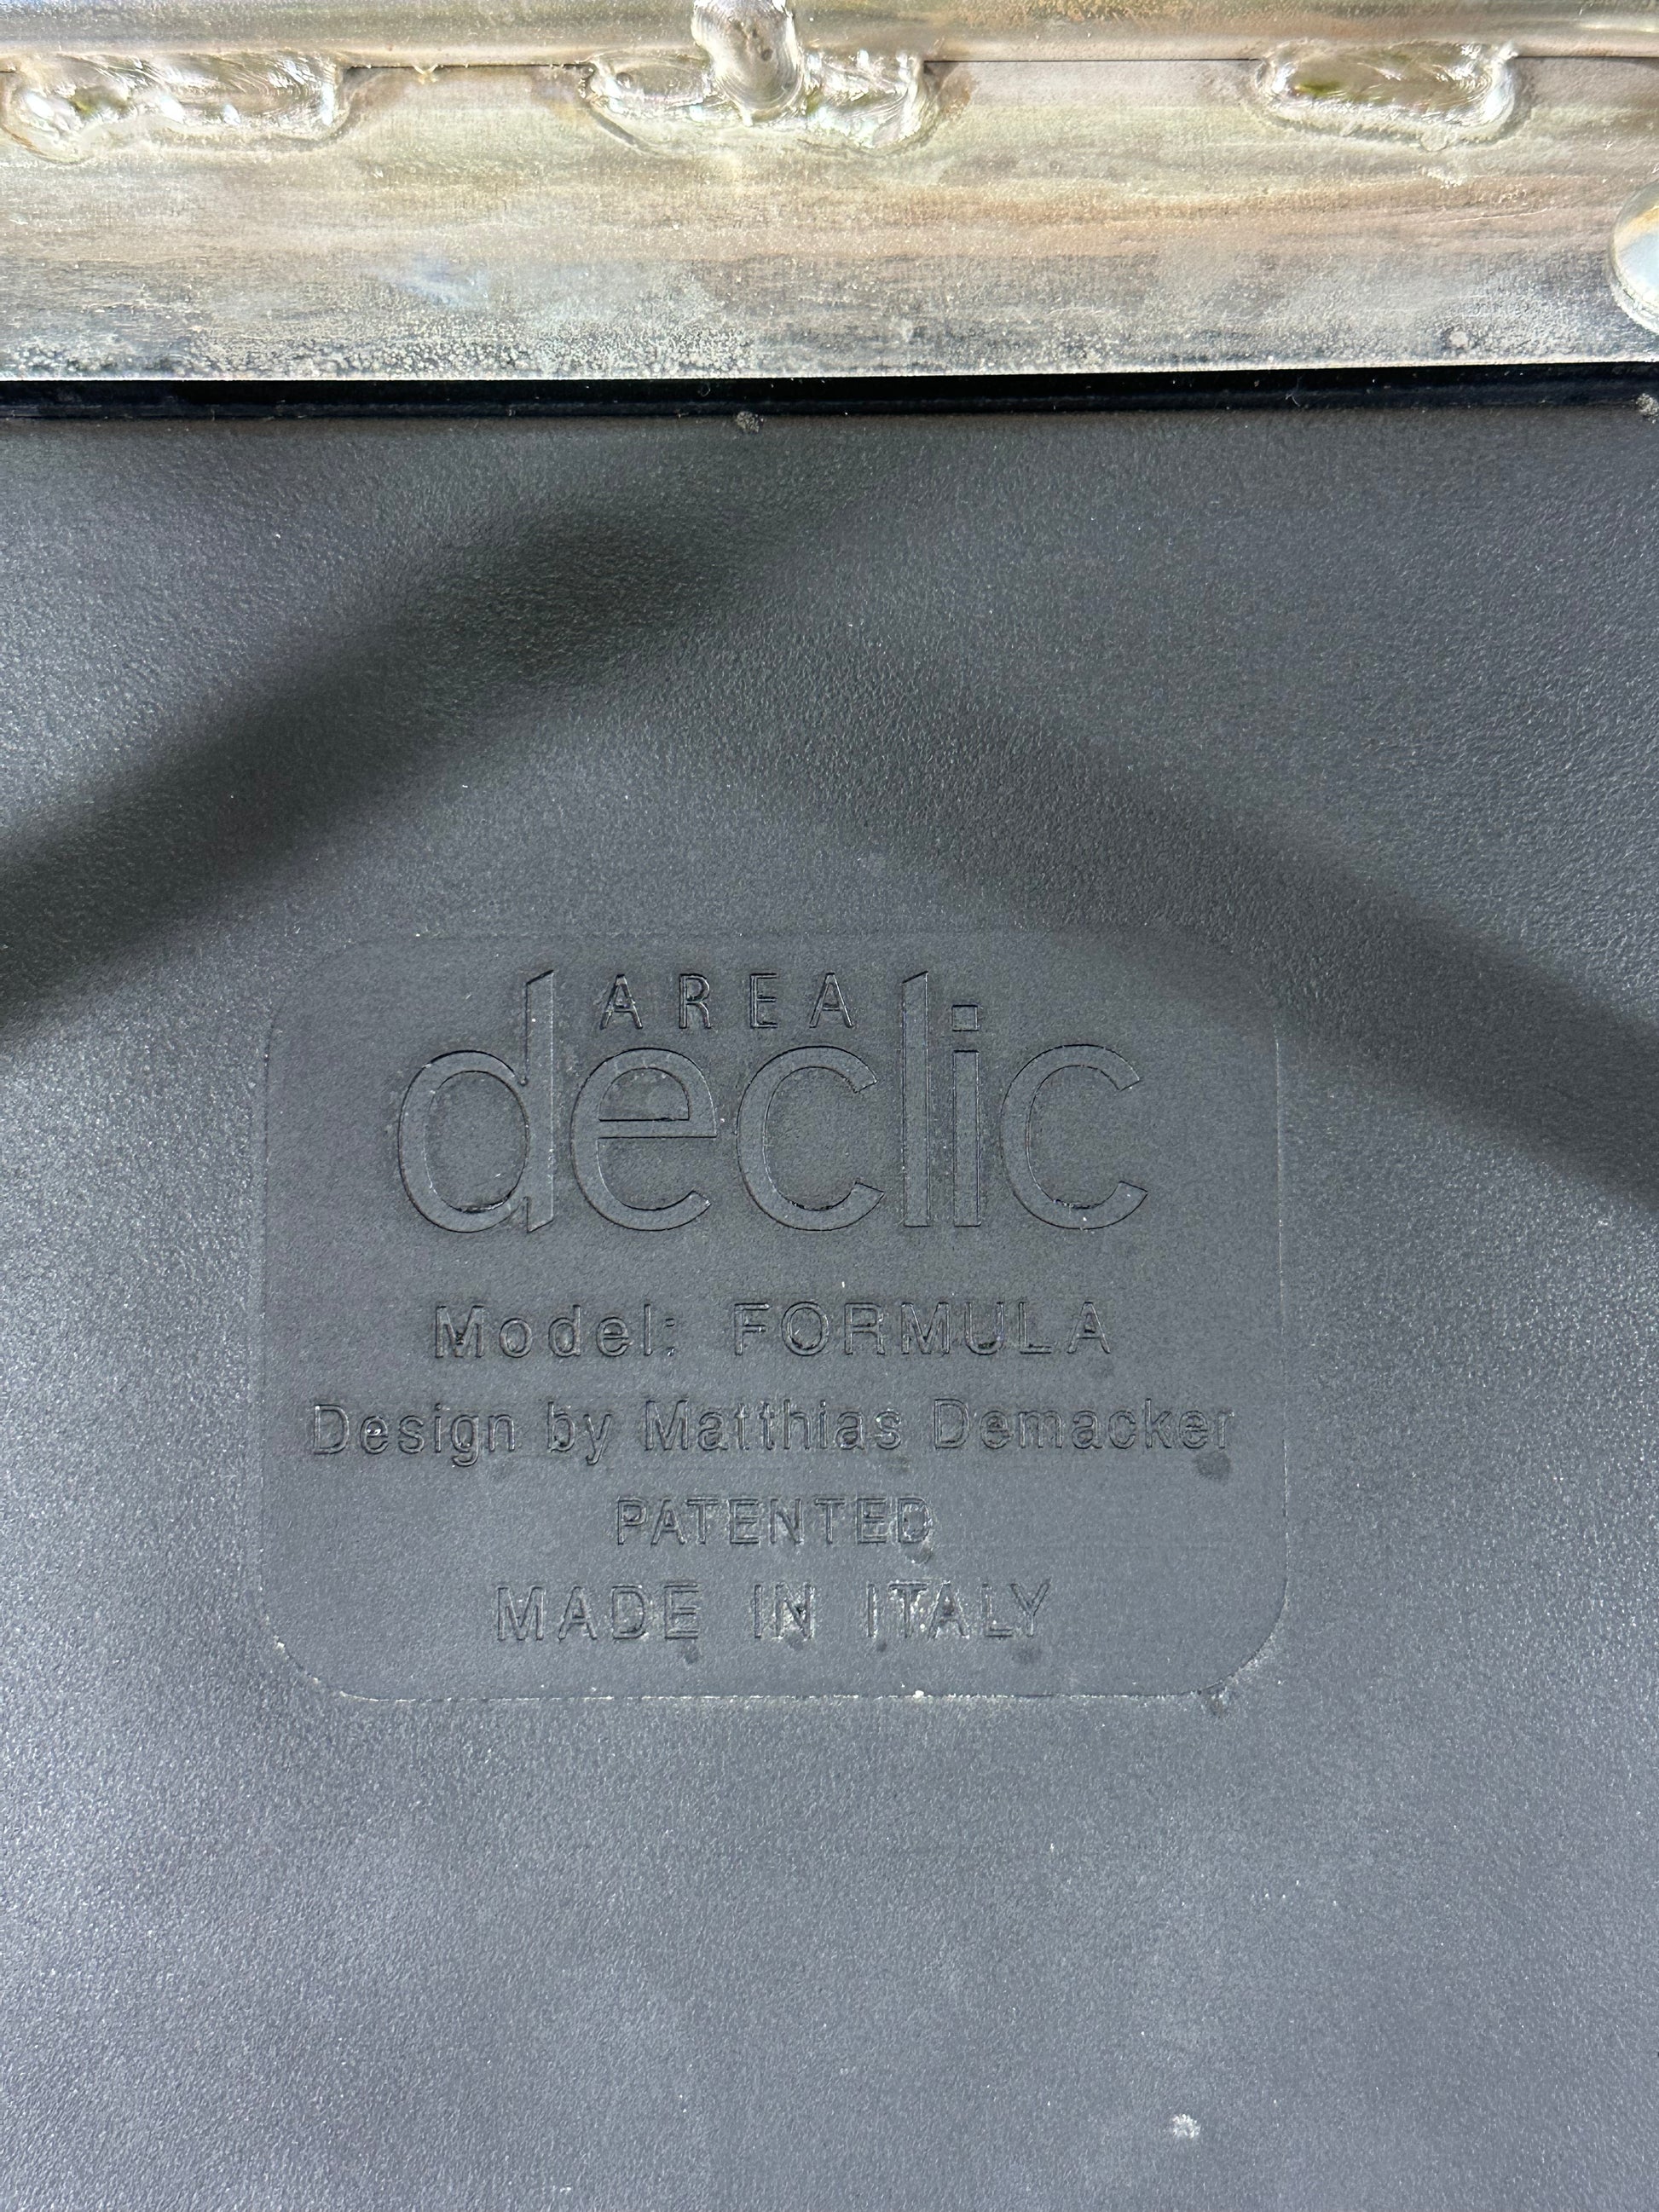 AREA
declic
Model: FORMULA
Design by Matthias Demacker
PATENTED
MADE IN ITALY